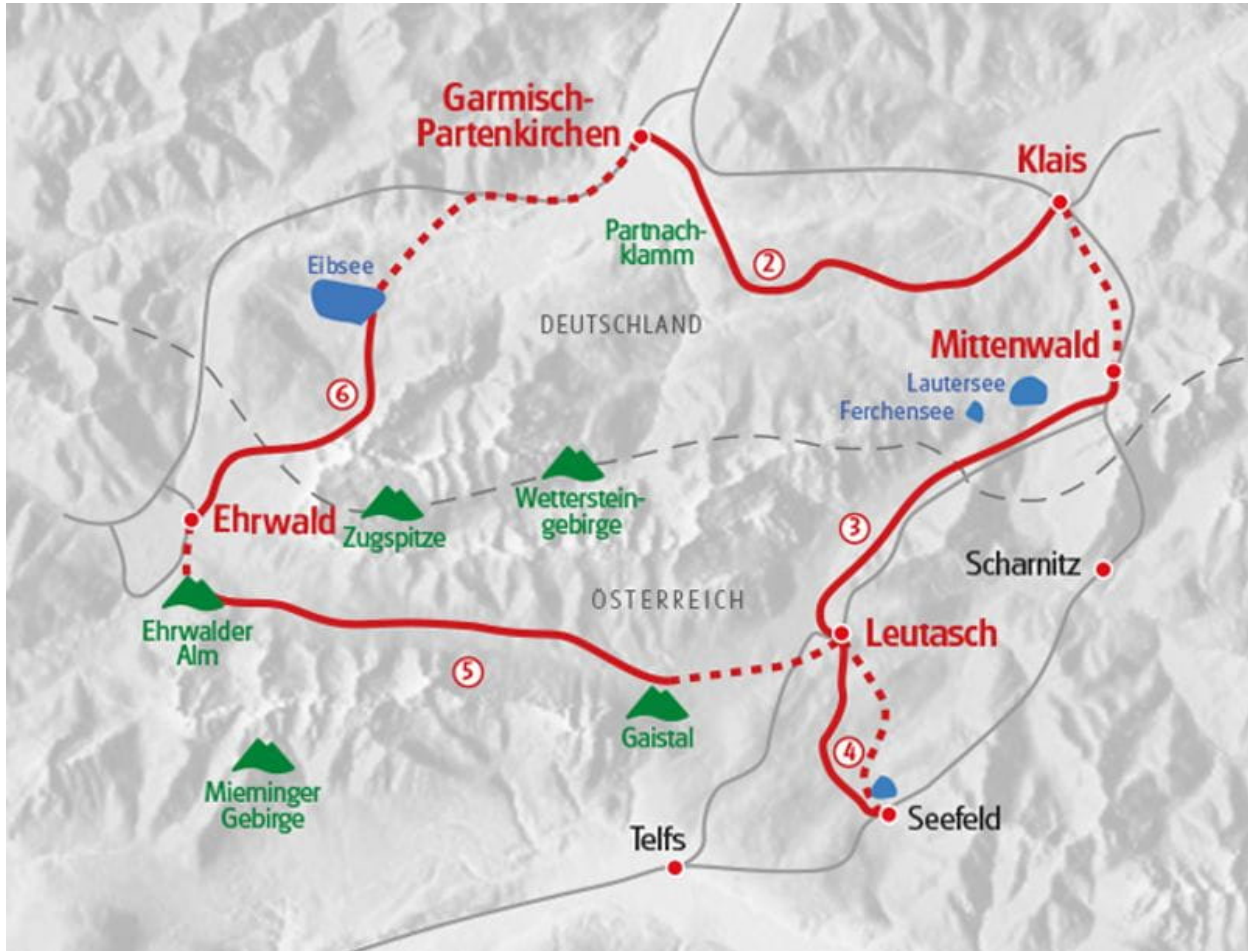 Garmisch-
Partenkirchen
Klais
Partnach-
klamm
2
Eibsee
DEUTSCHLAND
Mittenwald
Lautersee
Ferchensee
6
Wetterstein-
gebirge
Ehrwald
Zugspitze
3
Scharnitz
ÖSTERREICH
Ehrwalder
Alm
Leutasch
5
Gaistal
4
Mieminger
Gebirge
Seefeld
Telfs